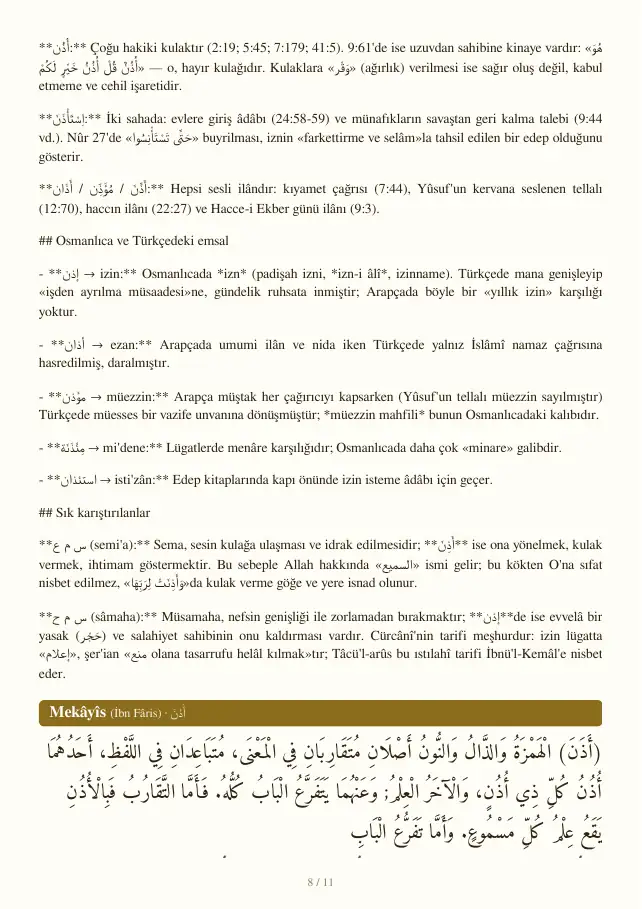 **أُذُن:** Çoğu hakiki kulaktır (2:19; 5:45; 7:179; 41:5). 9:61'de ise uzuvdan sahibine kinaye vardır: «هُوَ
أُذُنٌ قُلْ أُذُنُ خَيْرٍ لَكُمْ» — o, hayır kulağıdır. Kulaklara «وَقْر» (ağırlık) verilmesi ise sağır oluş değil, kabul
etmeme ve cehil işaretidir.
**اِسْتَأْذَنَ:** İki sahada: evlere giriş âdâbı (24:58-59) ve münafıkların savaştan geri kalma talebi (9:44
vd.). Nûr 27'de «حَتَّى تَسْتَأْنِسُوا» buyrilması, iznin «farkettirme ve selâm»la tahsil edilen bir edep olduğunu
gösterir.
**أَذَّنَ / مُؤَذِّن / أَذَان:** Hepsi sesli ilândır: kıyamet çağrısı (7:44), Yûsuf'un kervana seslenen tellalı
(12:70), haccın ilânı (22:27) ve Hacce-i Ekber günü ilânı (9:3).
## Osmanlıca ve Türkçedeki emsal
- **إذن → izin:** Osmanlıcada *izn* (padişah izni, *izn-i âlî*, izinname). Türkçede mana genişleyip
«işden ayrılma müsaadesi»ne, gündelik ruhsata inmiştir; Arapçada böyle bir «yıllık izin» karşılığı
yoktur.
- **أذان → ezan:** Arapçada umumi ilân ve nida iken Türkçede yalnız İslâmî namaz çağrısına
hasredilmiş, daralmıştır.
- **مؤذن → müezzin:** Arapça müştak her çağırıcıyı kapsarken (Yûsuf'un tellalı müezzin sayılmıştır)
Türkçede müesses bir vazife unvanına dönüşmüştür; *müezzin mahfili* bunun Osmanlıcadaki kalıbıdır.
- **مِئْذَنَة → mi'dene:** Lügatlerde menâre karşılığıdır; Osmanlıcada daha çok «minare» galibdir.
- **استئذان → isti'zân:** Edep kitaplarında kapı önünde izin isteme âdâbı için geçer.
## Sık karıştırılanlar
**س م ع (semi'a):** Sema, sesin kulağa ulaşması ve idrak edilmesidir; **أَذِنَ** ise ona yönelmek, kulak
vermek, ihtimam göstermektir. Bu sebeple Allah hakkında «السميع» ismi gelir; bu kökten O'na sıfat
nisbet edilmez, «وَأَذِنَتْ لِرَبِّهَا»da kulak verme göğe ve yere isnad olunur.
**س م ح (sâmaha):** Müsamaha, nefsin genişliği ile zorlamadan bırakmaktır; **إذن**de ise evvelâ bir
yasak (حَجْر) ve salahiyet sahibinin onu kaldırması vardır. Cürcânî'nin tarifi meşhurdur: izin lügatta
«إعلام», şer'ian «منع olana tasarrufu helâl kılmak»tır; Tâcü'l-arûs bu ıstılahî tarifi İbnü'l-Kemâl'e nisbet
eder.
Mekâyîs (İbn Fâris) · أَذَنَ
(أَذَنَ) الْهَمْزَةُ وَالذَّالُ وَالنُّونُ أَصْلَانِ مُتَقَارِبَانِ فِي الْمَعْنَى، مُتَبَاعِدَانِ فِي اللَّفْظِ، أَحَدُهُمَا
أُذُنُ كُلِّ ذِي أُذُنٍ، وَالْآخَرُ الْعِلْمُ; وَعَنْهُمَا يَتَفَرَّعُ الْبَابُ كُلُّهُ. فَأَمَّا التَّقَارُبُ فَبِالْأُذُنِ
يَقَعُ عِلْمُ كُلِّ مَسْمُوعٍ. وَأَمَّا تَفَرُّعُ الْبَابِ
8 / 11